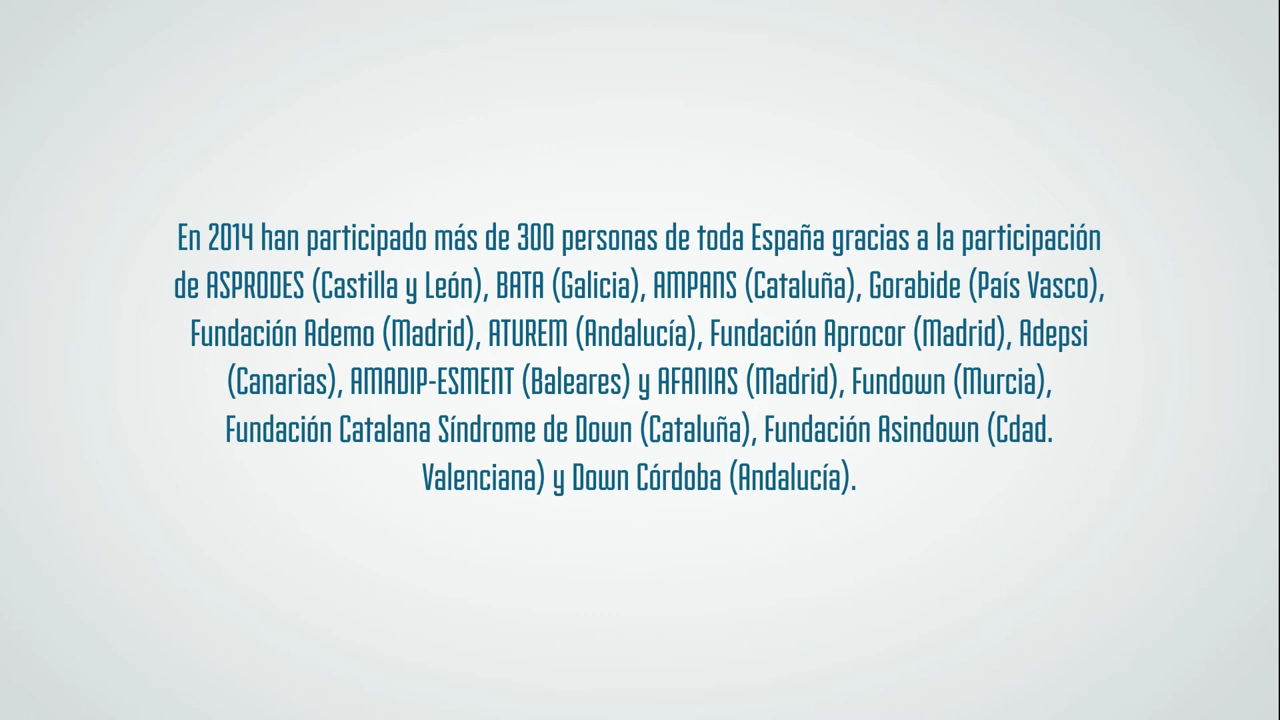 En 2014 han participado más de 300 personas de toda España gracias a la participación
de ASPRODES (Castilla y León), BATA (Galicia), AMPANS (Cataluña), Gorabide (País Vasco),
Fundación Ademo (Madrid), ATUREM (Andalucía), Fundación Aprocor (Madrid), Adepsi
(Canarias), AMADIP-ESMENT (Baleares) y AFANIAS (Madrid), Fundown (Murcia),
Fundación Catalana Síndrome de Down (Cataluña), Fundación Asindown (Cdad.
Valenciana) y Down Córdoba (Andalucía).